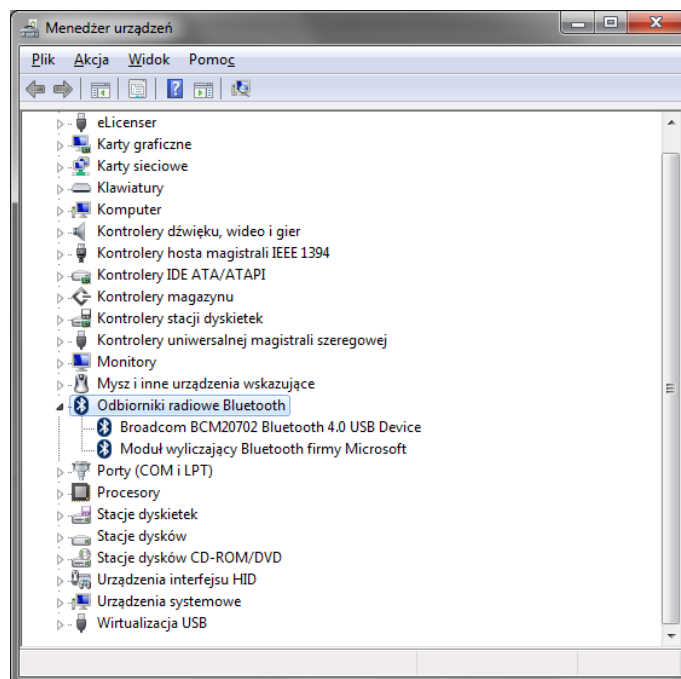 Menedżer urządzeń
Plik Akcja Widok Pomoc
eLicenser
Karty graficzne
Karty sieciowe
Klawiatury
Komputer
Kontrolery dźwięku, wideo i gier
Kontrolery hosta magistrali IEEE 1394
Kontrolery IDE ATA/ATAPI
Kontrolery magazynu
Kontrolery stacji dyskietek
Kontrolery uniwersalnej magistrali szeregowej
Monitory
Mysz i inne urządzenia wskazujące
Odbiorniki radiowe Bluetooth
Broadcom BCM20702 Bluetooth 4.0 USB Device
Moduł wyliczający Bluetooth firmy Microsoft
Porty (COM i LPT)
Procesory
Stacje dyskietek
Stacje dysków
Stacje dysków CD-ROM/DVD
Urządzenia interfejsu HID
Urządzenia systemowe
Wirtualizacja USB